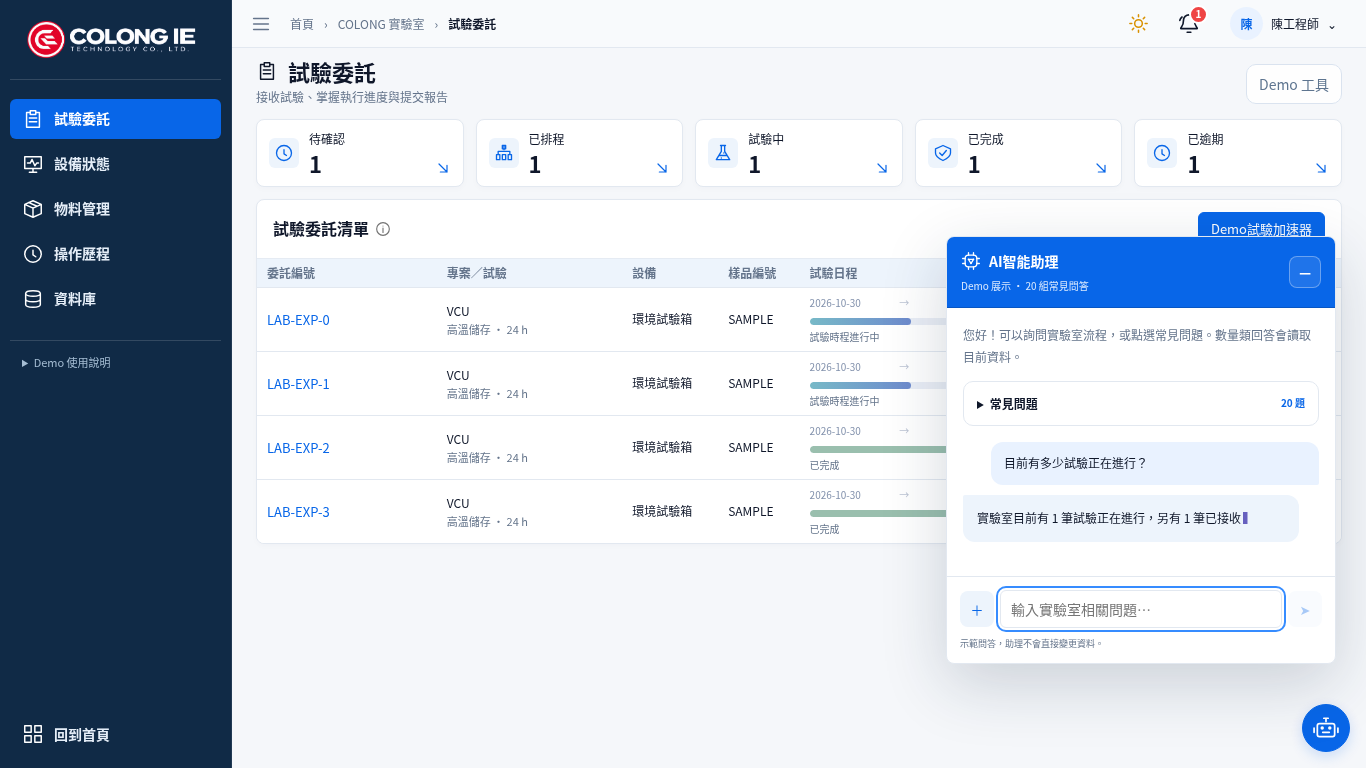 COLONG IE
TECHNOLOGY CO., LTD.
試驗委託
設備狀態
物料管理
操作歷程
資料庫
▶ Demo 使用說明
回到首頁
首頁 › COLONG 實驗室 › 試驗委託
1
陳 陳工程師
試驗委託
接收試驗、掌握執行進度與提交報告
Demo 工具
待確認
1
已排程
1
試驗中
1
已完成
1
已逾期
1
試驗委託清單
Demo試驗加速器
委託編號 專案／試驗 設備 樣品編號 試驗日程
LAB-EXP-0 VCU 高溫儲存 · 24 h 環境試驗箱 SAMPLE 2026-10-30 → 試驗時程進行中
LAB-EXP-1 VCU 高溫儲存 · 24 h 環境試驗箱 SAMPLE 2026-10-30 → 試驗時程進行中
LAB-EXP-2 VCU 高溫儲存 · 24 h 環境試驗箱 SAMPLE 2026-10-30 → 已完成
LAB-EXP-3 VCU 高溫儲存 · 24 h 環境試驗箱 SAMPLE 2026-10-30 → 已完成
AI智能助理
Demo 展示 · 20 組常見問答
您好！可以詢問實驗室流程，或點選常見問題。數量類回答會讀取
目前資料。
▶ 常見問題 20 題
目前有多少試驗正在進行？
實驗室目前有 1 筆試驗正在進行，另有 1 筆已接收
+ 輸入實驗室相關問題⋯
示範問答，助理不會直接變更資料。